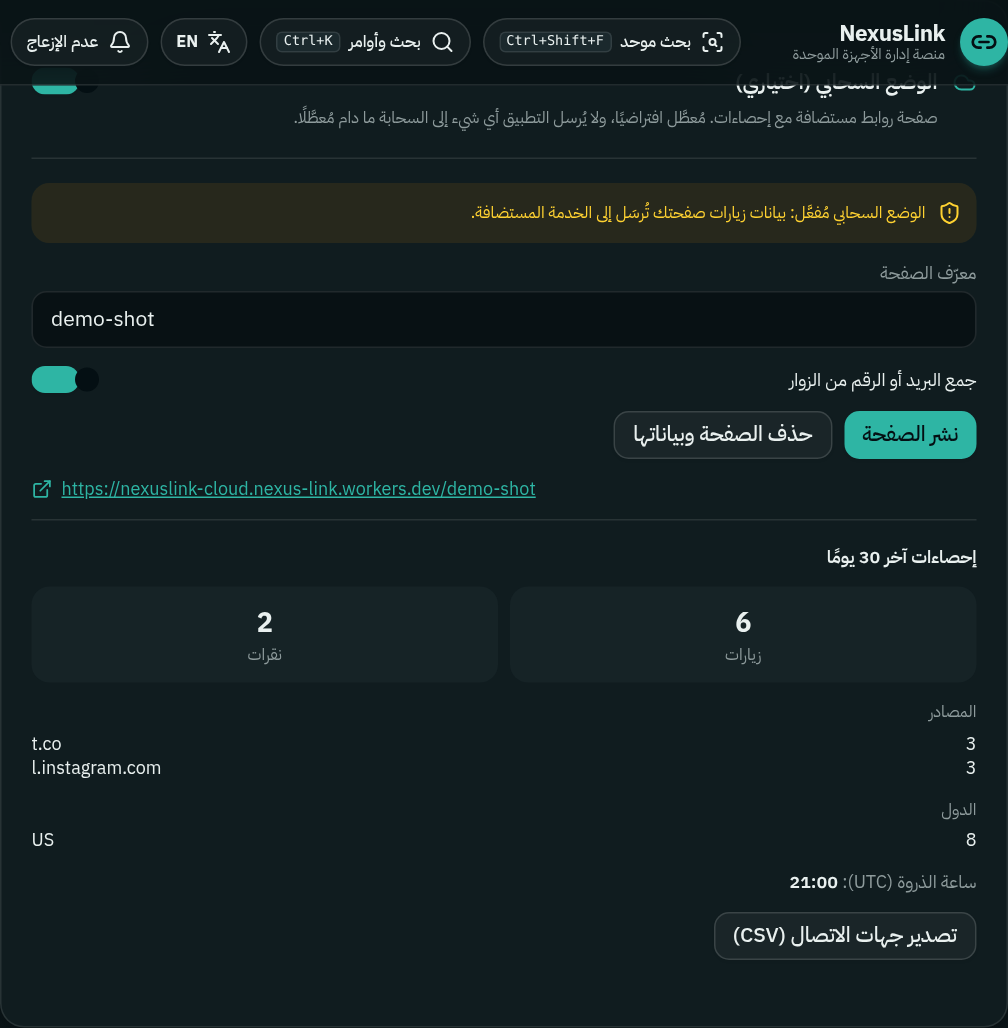 NexusLink
منصة إدارة الأجهزة الموحدة
بحث موحد Ctrl+Shift+F
بحث وأوامر Ctrl+K
EN
عدم الإزعاج
الوضع السحابي (اختياري)
صفحة روابط مستضافة مع إحصاءات. مُعطَّل افتراضيًا، ولا يُرسل التطبيق أي شيء إلى السحابة ما دام مُعطَّلًا.
الوضع السحابي مُفعَّل: بيانات زيارات صفحتك تُرسَل إلى الخدمة المستضافة.
معرّف الصفحة
demo-shot
جمع البريد أو الرقم من الزوار
نشر الصفحة
حذف الصفحة وبياناتها
https://nexuslink-cloud.nexus-link.workers.dev/demo-shot
إحصاءات آخر 30 يومًا
6
زيارات
2
نقرات
المصادر
3 t.co
3 l.instagram.com
الدول
8 US
ساعة الذروة (UTC): 21:00
تصدير جهات الاتصال (CSV)